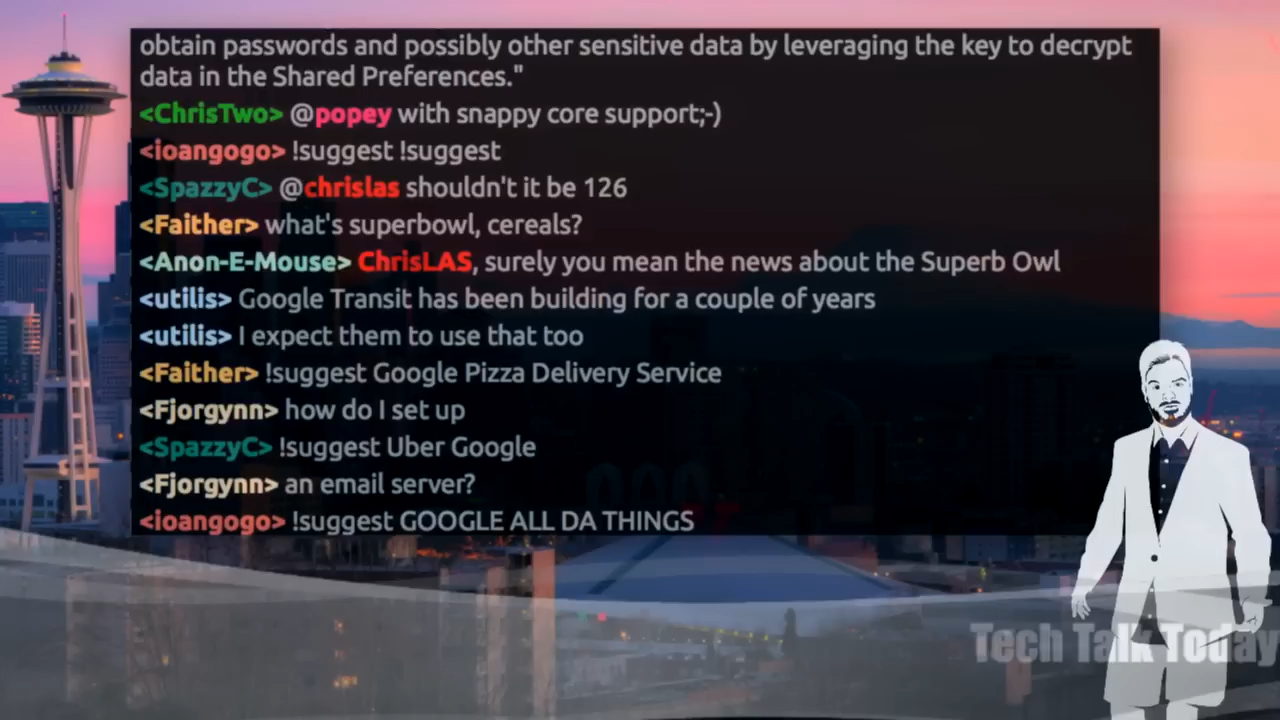 obtain passwords and possibly other sensitive data by leveraging the key to decrypt
data in the Shared Preferences."
<ChrisTwo> @popey with snappy core support;-)
<ioangogo> !suggest !suggest
<SpazzyC> @chrislas shouldn't it be 126
<Faither> what's superbowl, cereals?
<Anon-E-Mouse> ChrisLAS, surely you mean the news about the Superb Owl
<utilis> Google Transit has been building for a couple of years
<utilis> I expect them to use that too
<Faither> !suggest Google Pizza Delivery Service
<Fjorgynn> how do I set up
<SpazzyC> !suggest Uber Google
<Fjorgynn> an email server?
<ioangogo> !suggest GOOGLE ALL DA THINGS
Tech Talk Today